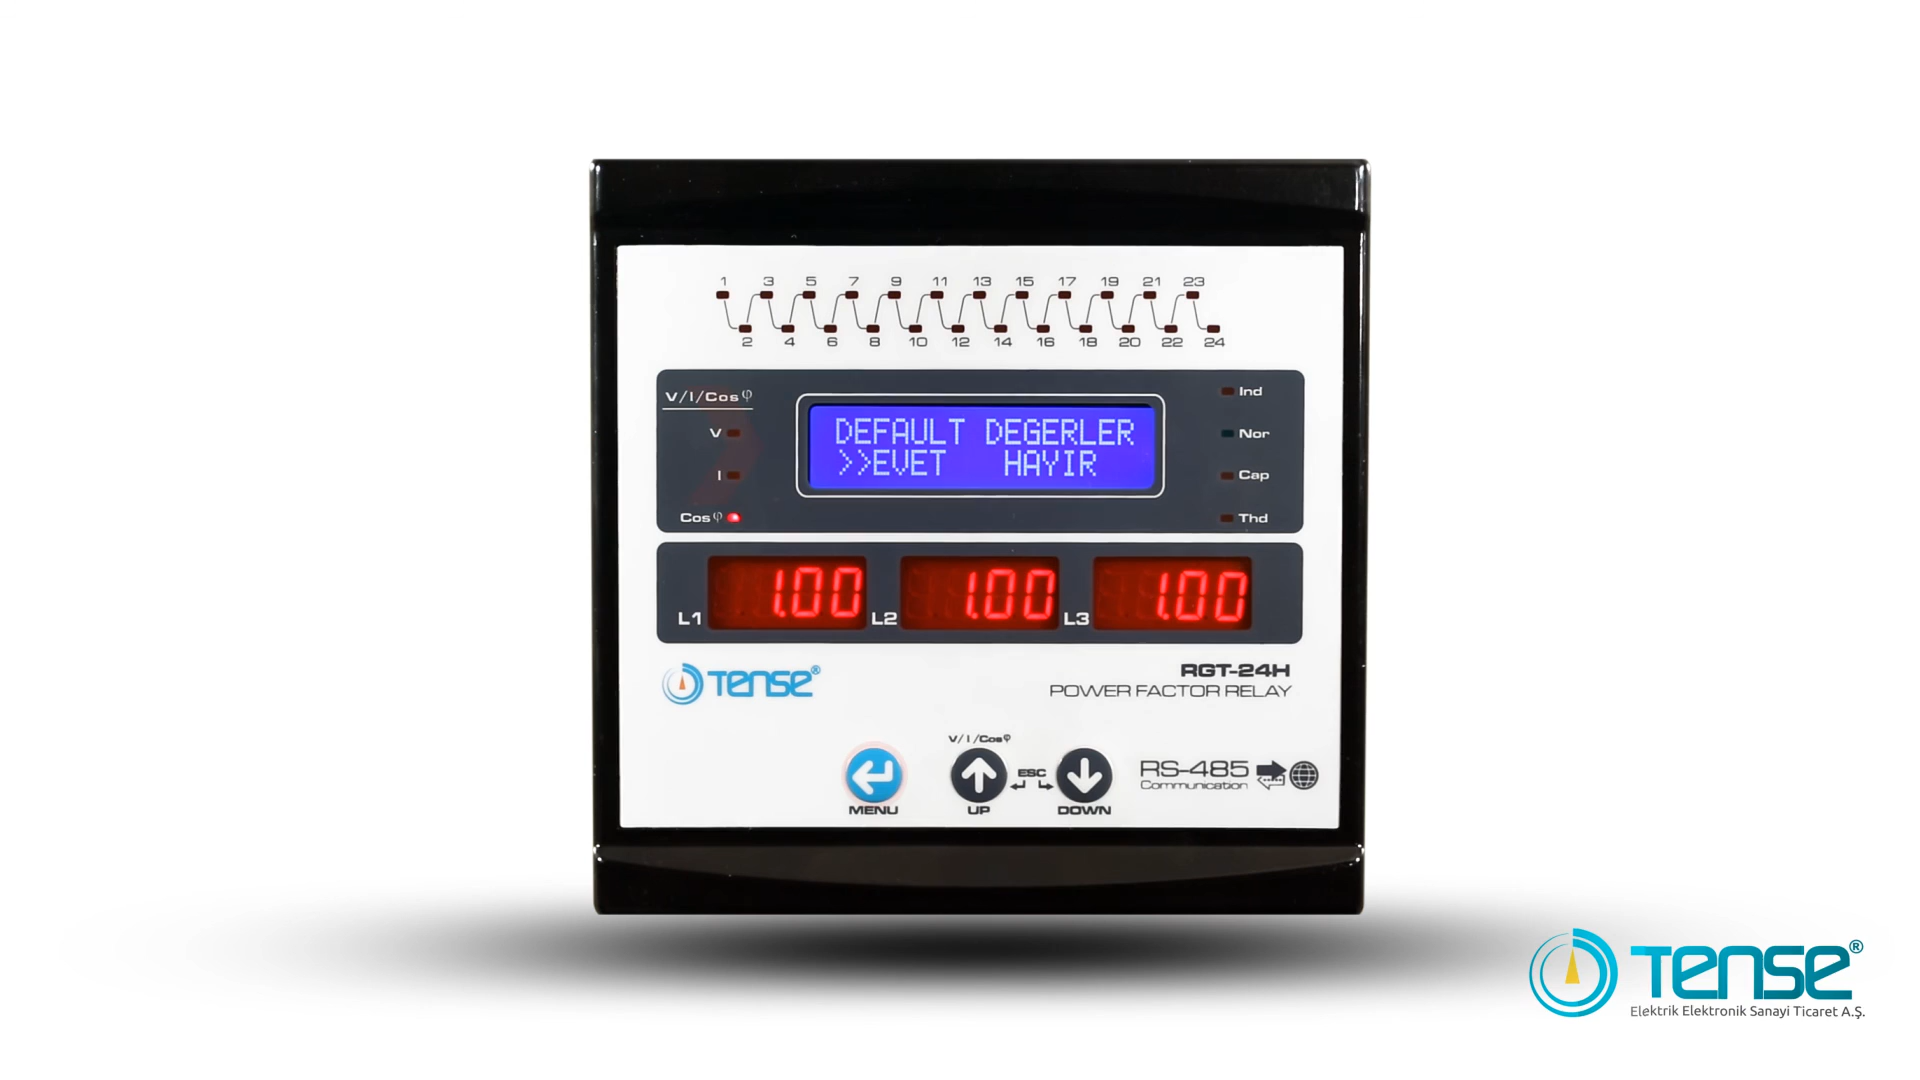 1 3 5 7 9 11 13 15 17 19 21 23
2 4 6 8 10 12 14 16 18 20 22 24
V/I/Cosφ
V
I
Cosφ
DEFAULT DEGERLER
>>EVET HAYIR
Ind
Nor
Cap
Thd
L1 1.00 L2 1.00 L3 1.00
TENSE®
RGT-24H
POWER FACTOR RELAY
V/I/Cosφ
ESC
MENU
UP
DOWN
RS-485
Communication
TENSE®
Elektrik Elektronik Sanayi Ticaret A.Ş.